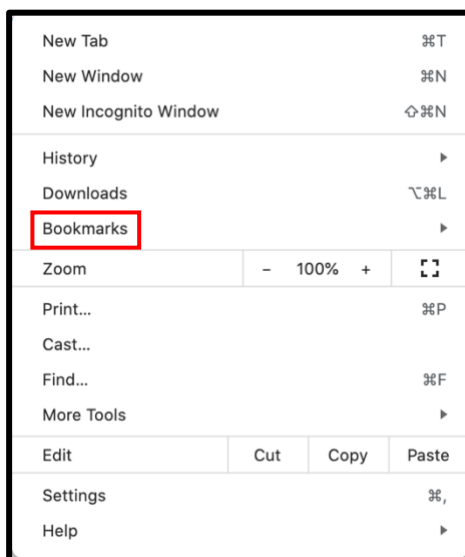 New Tab ⌘T
New Window ⌘N
New Incognito Window ⇧⌘N
History
Downloads ⌥⌘L
Bookmarks
Zoom - 100% +
Print... ⌘P
Cast...
Find... ⌘F
More Tools
Edit Cut Copy Paste
Settings ⌘,
Help